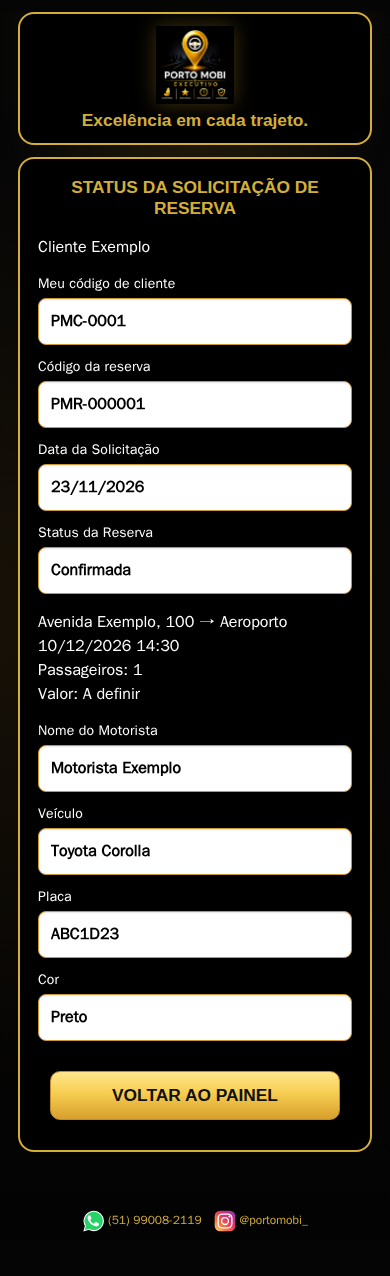 PORTO MOBI
EXECUTIVO
Excelência em cada trajeto.
STATUS DA SOLICITAÇÃO DE
RESERVA
Cliente Exemplo
Meu código de cliente
PMC-0001
Código da reserva
PMR-000001
Data da Solicitação
23/11/2026
Status da Reserva
Confirmada
Avenida Exemplo, 100 → Aeroporto
10/12/2026 14:30
Passageiros: 1
Valor: A definir
Nome do Motorista
Motorista Exemplo
Veículo
Toyota Corolla
Placa
ABC1D23
Cor
Preto
VOLTAR AO PAINEL
(51) 99008-2119 @portomobi_